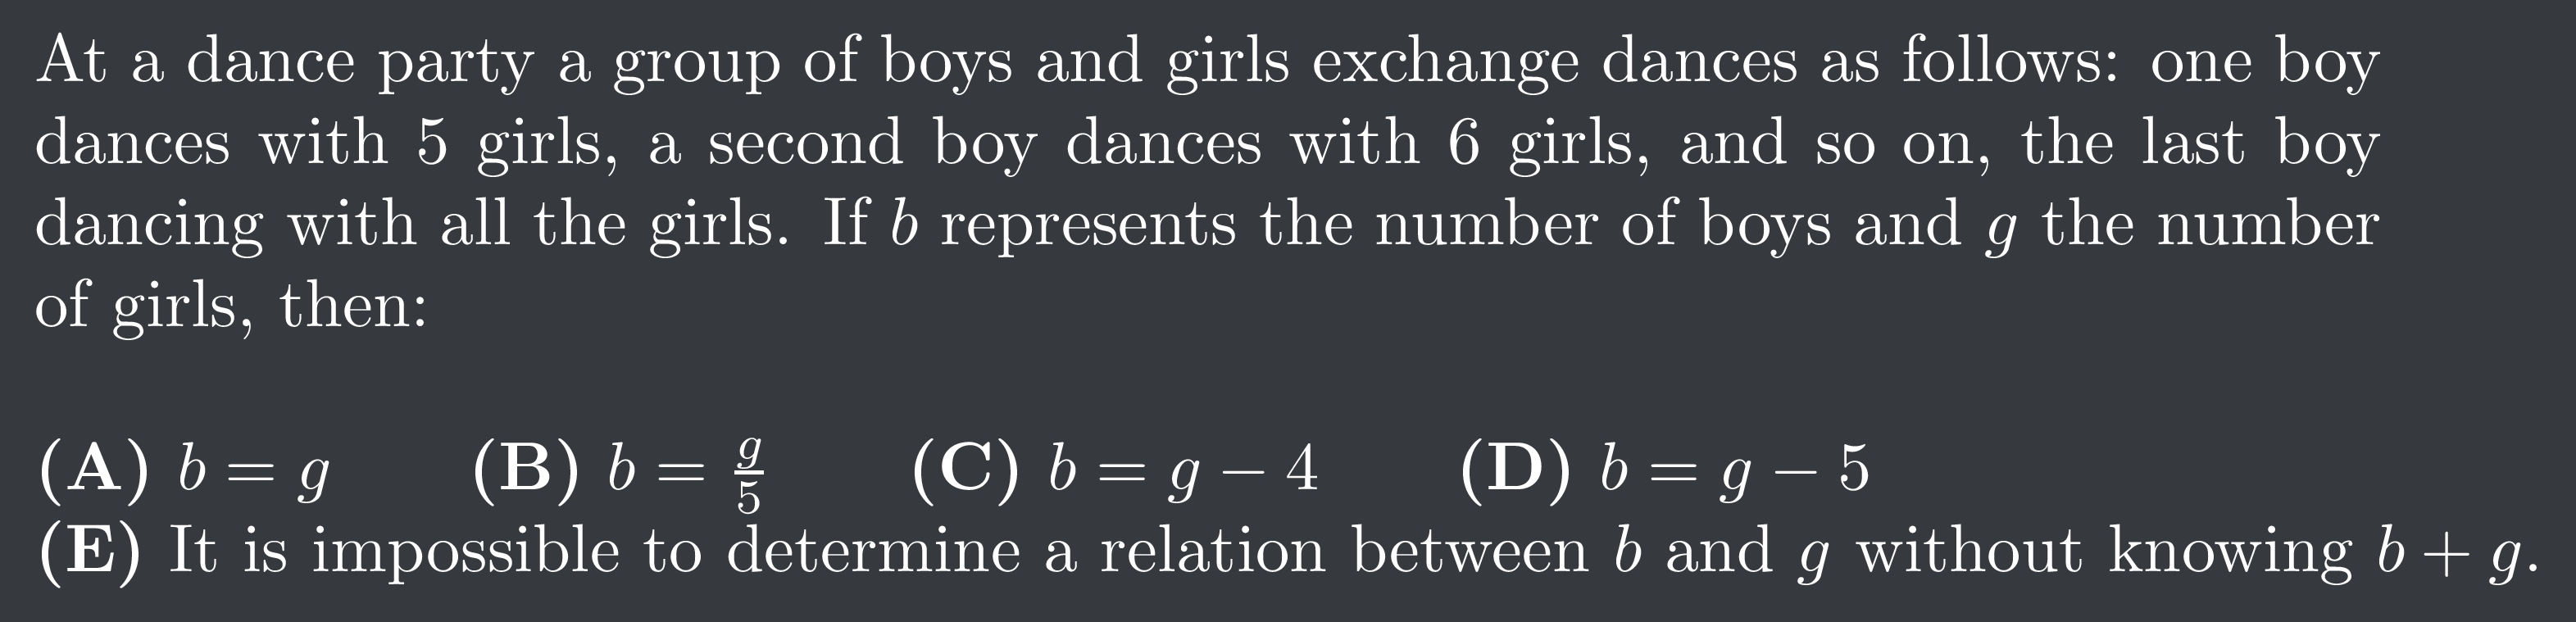 At a dance party a group of boys and girls exchange dances as follows: one boy
dances with 5 girls, a second boy dances with 6 girls, and so on, the last boy
dancing with all the girls. If b represents the number of boys and g the number
of girls, then:
(A) b = g (B) b = g/5 (C) b = g − 4 (D) b = g − 5
(E) It is impossible to determine a relation between b and g without knowing b + g.